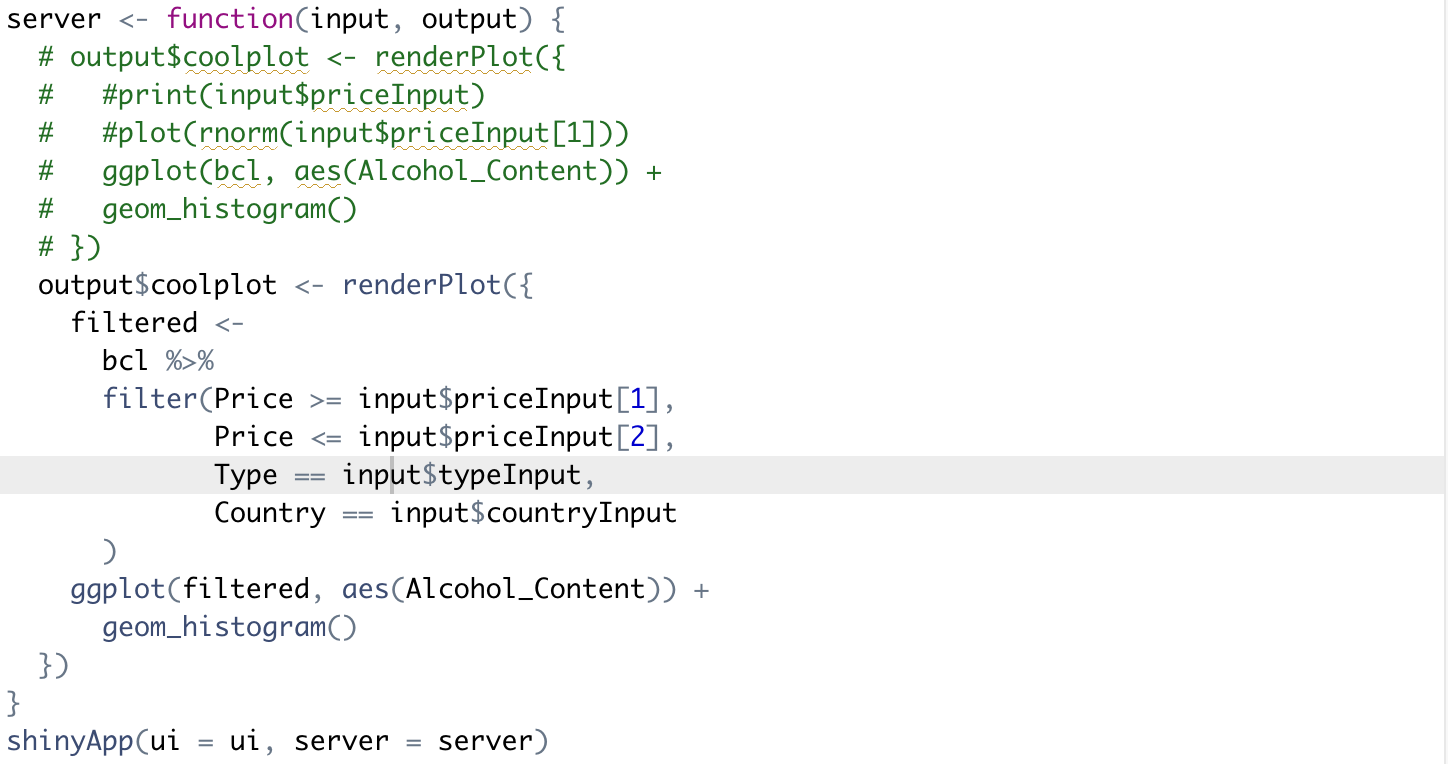 server <- function(input, output) {
  # output$coolplot <- renderPlot({
  #   #print(input$priceInput)
  #   #plot(rnorm(input$priceInput[1]))
  #   ggplot(bcl, aes(Alcohol_Content)) +
  #   geom_histogram()
  # })
  output$coolplot <- renderPlot({
    filtered <-
      bcl %>%
      filter(Price >= input$priceInput[1],
             Price <= input$priceInput[2],
             Type == input$typeInput,
             Country == input$countryInput
      )
    ggplot(filtered, aes(Alcohol_Content)) +
      geom_histogram()
  })
}
shinyApp(ui = ui, server = server)